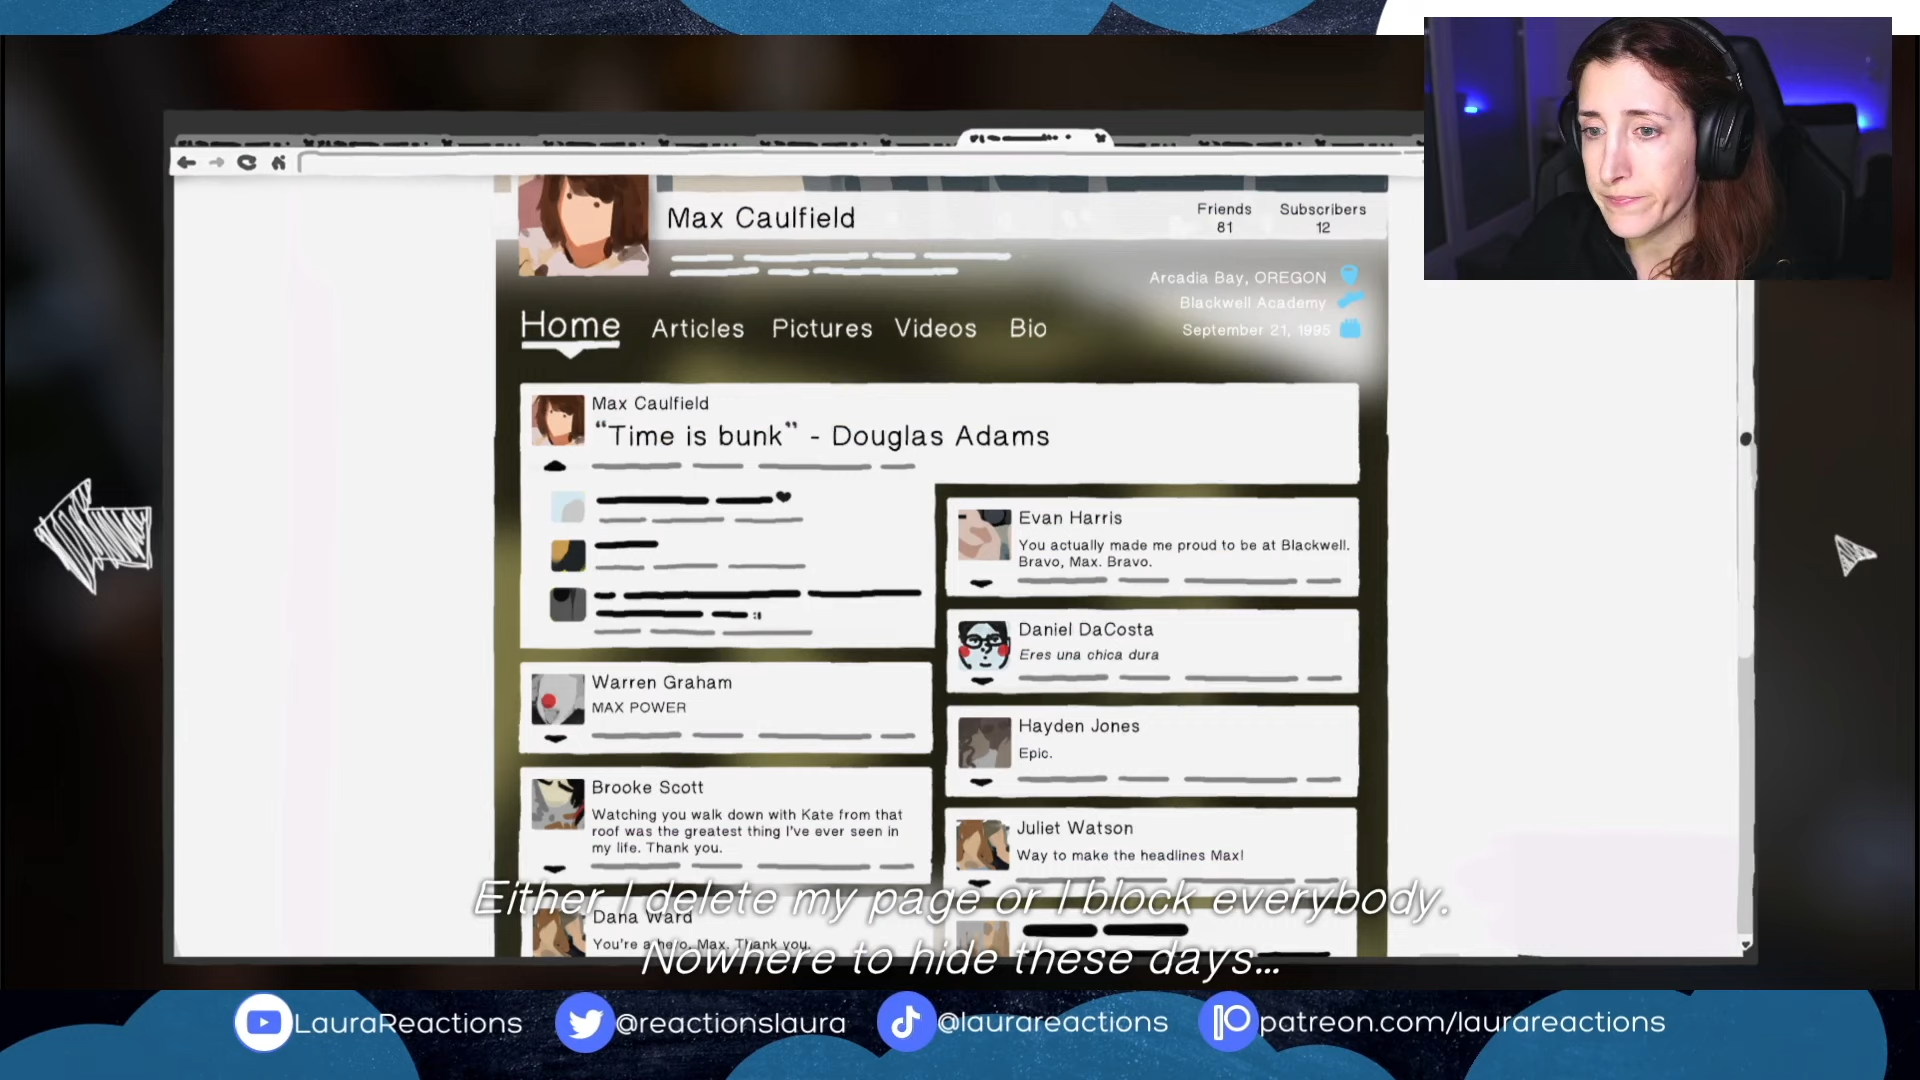 Max Caulfield
Friends
81
Subscribers
12
Arcadia Bay, OREGON
Blackwell Academy
September 21, 1995
Home
Articles
Pictures
Videos
Bio
Max Caulfield
"Time is bunk" - Douglas Adams
Evan Harris
You actually made me proud to be at Blackwell.
Bravo, Max. Bravo.
Daniel DaCosta
Eres una chica dura
Warren Graham
MAX POWER
Hayden Jones
Epic.
Brooke Scott
Watching you walk down with Kate from that
roof was the greatest thing I've ever seen in
my life. Thank you.
Juliet Watson
Way to make the headlines Max!
Dana Ward
You're a hero, Max. Thank you.
Either I delete my page or I block everybody.
Nowhere to hide these days...
LauraReactions
@reactionslaura
@laurareactions
patreon.com/laurareactions